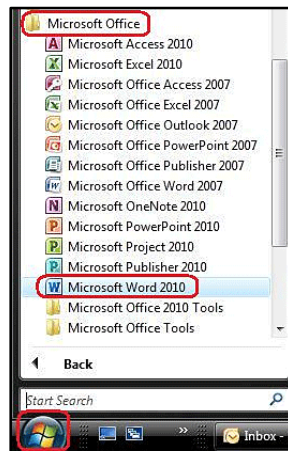 Microsoft Office
Microsoft Access 2010
Microsoft Excel 2010
Microsoft Office Access 2007
Microsoft Office Excel 2007
Microsoft Office Outlook 2007
Microsoft Office PowerPoint 2007
Microsoft Office Publisher 2007
Microsoft Office Word 2007
Microsoft OneNote 2010
Microsoft PowerPoint 2010
Microsoft Project 2010
Microsoft Publisher 2010
Microsoft Word 2010
Microsoft Office 2010 Tools
Microsoft Office Tools
Back
Start Search
Inbox -